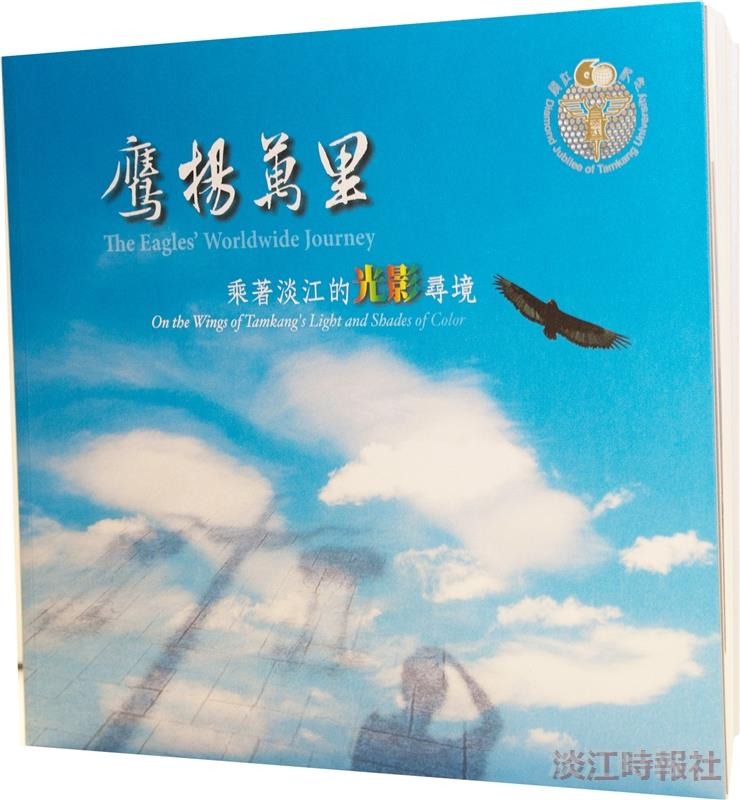 60
Diamond Jubilee of Tamkang University
鷹揚萬里
The Eagles' Worldwide Journey
乘著淡江的光影尋境
On the Wings of Tamkang's Light and Shades of Color
淡江時報社